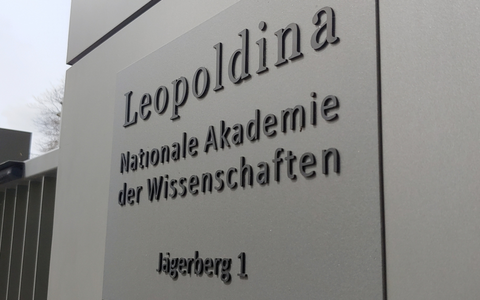 Leopoldina
Nationale Akademie
der Wissenschaften
Jägerberg 1